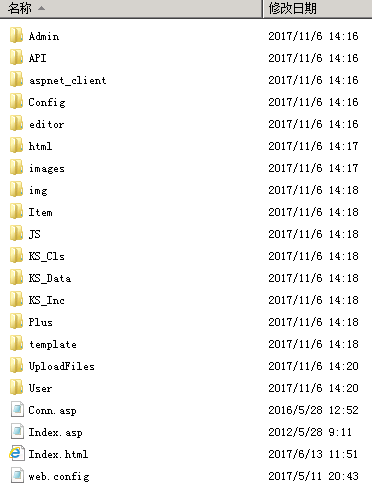 名称 修改日期
Admin 2017/11/6 14:16
API 2017/11/6 14:16
aspnet_client 2017/11/6 14:16
Config 2017/11/6 14:16
editor 2017/11/6 14:16
html 2017/11/6 14:17
images 2017/11/6 14:17
img 2017/11/6 14:18
Item 2017/11/6 14:18
JS 2017/11/6 14:18
KS_Cls 2017/11/6 14:18
KS_Data 2017/11/6 14:18
KS_Inc 2017/11/6 14:18
Plus 2017/11/6 14:18
template 2017/11/6 14:18
UploadFiles 2017/11/6 14:20
User 2017/11/6 14:20
Conn.asp 2016/5/28 12:52
Index.asp 2012/5/28 9:11
Index.html 2017/6/13 11:51
web.config 2017/5/11 20:43